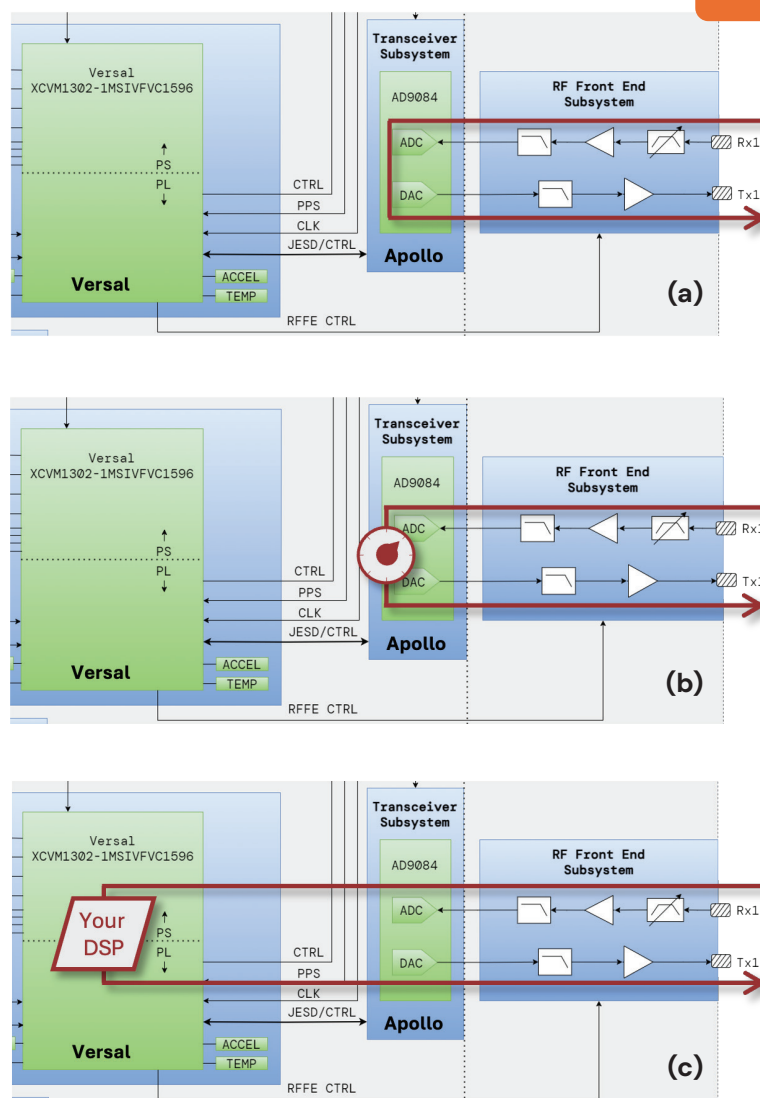 Transceiver
Subsystem
Versal
XCVM1302-1MSIVFVC1596
AD9084
RF Front End
Subsystem
ADC
Rx1
PS
PL
DAC
Tx1
CTRL
PPS
CLK
JESD/CTRL
Apollo
Versal
ACCEL
TEMP
(a)
RFFE CTRL
Transceiver
Subsystem
Versal
XCVM1302-1MSIVFVC1596
AD9084
RF Front End
Subsystem
ADC
Rx1
PS
PL
DAC
Tx1
CTRL
PPS
CLK
JESD/CTRL
Apollo
Versal
ACCEL
TEMP
(b)
RFFE CTRL
Transceiver
Subsystem
Versal
XCVM1302-1MSIVFVC1596
AD9084
RF Front End
Subsystem
Your
DSP
ADC
Rx1
PS
PL
DAC
Tx1
CTRL
PPS
CLK
JESD/CTRL
Apollo
Versal
ACCEL
TEMP
(c)
RFFE CTRL